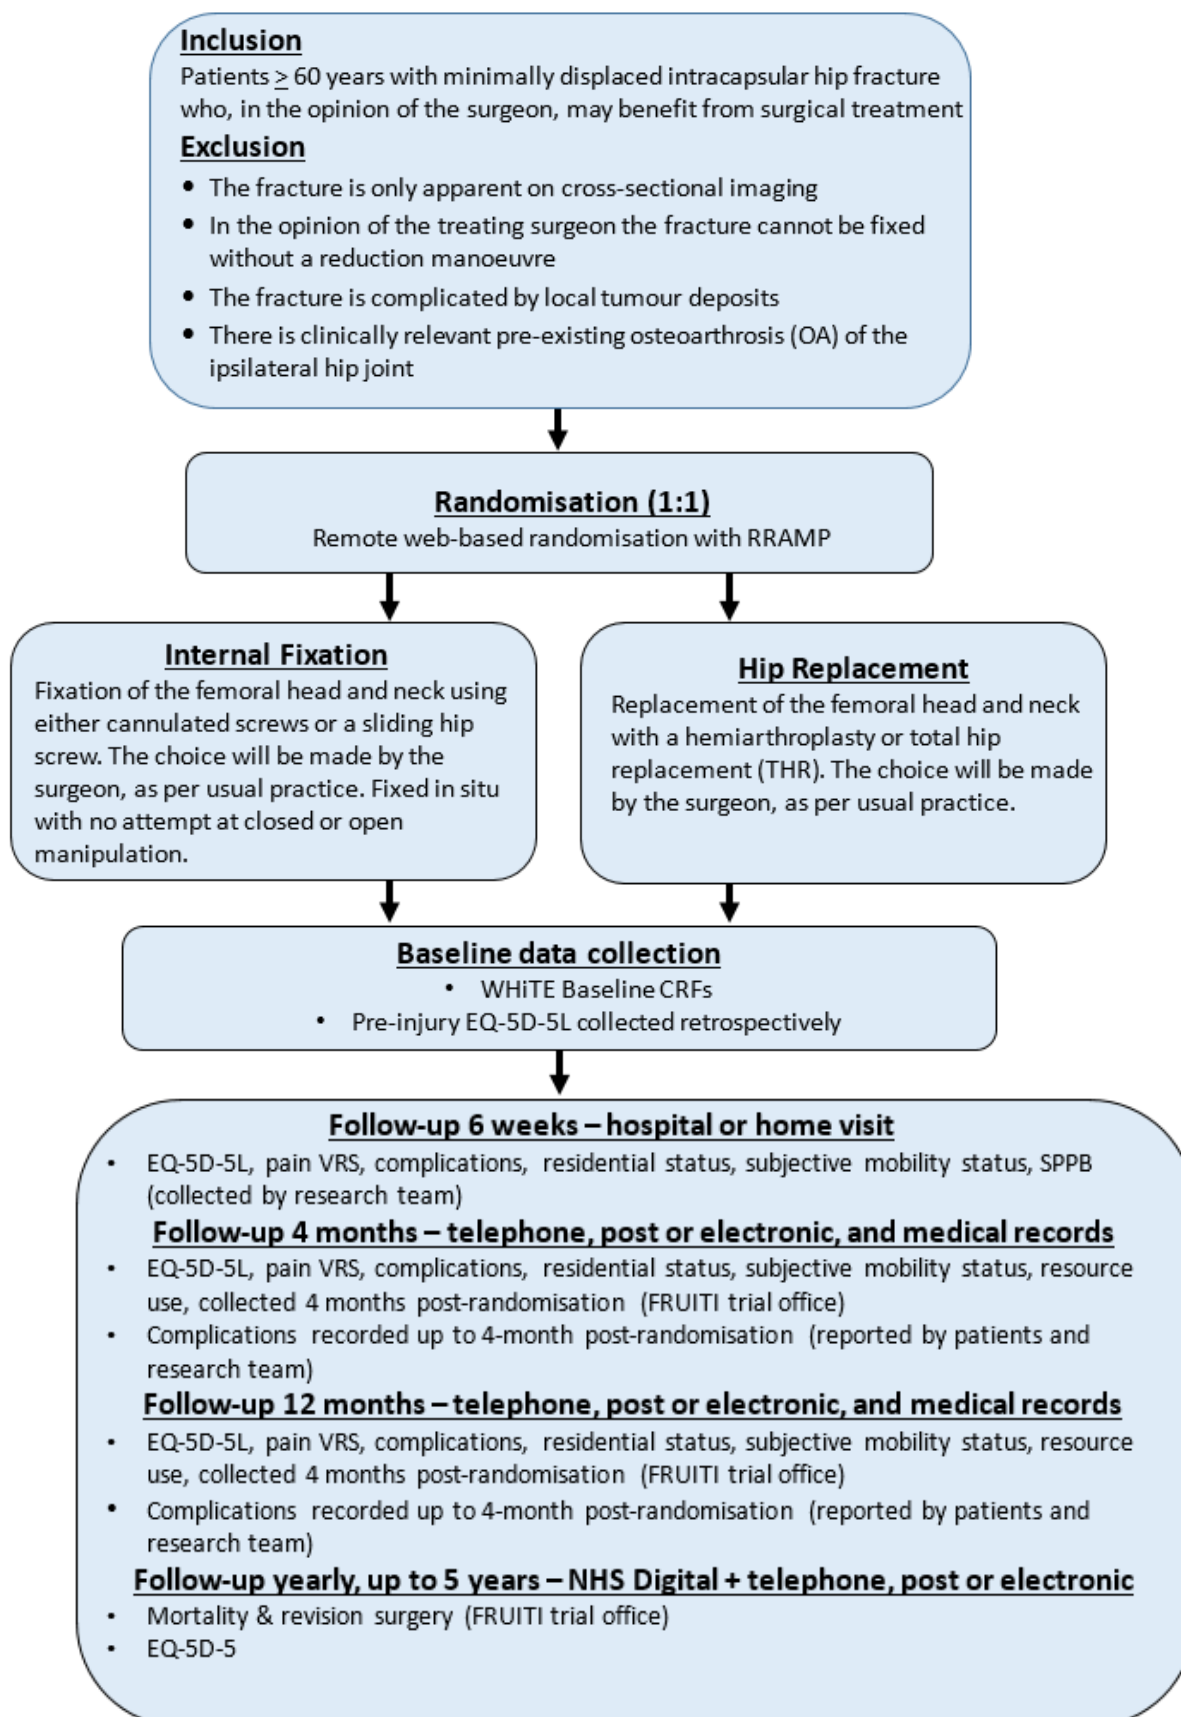 Inclusion
Patients ≥ 60 years with minimally displaced intracapsular hip fracture
who, in the opinion of the surgeon, may benefit from surgical treatment
Exclusion
• The fracture is only apparent on cross-sectional imaging
• In the opinion of the treating surgeon the fracture cannot be fixed
without a reduction manoeuvre
• The fracture is complicated by local tumour deposits
• There is clinically relevant pre-existing osteoarthrosis (OA) of the
ipsilateral hip joint
Randomisation (1:1)
Remote web-based randomisation with RRAMP
Internal Fixation
Fixation of the femoral head and neck using
either cannulated screws or a sliding hip
screw. The choice will be made by the
surgeon, as per usual practice. Fixed in situ
with no attempt at closed or open
manipulation.
Hip Replacement
Replacement of the femoral head and neck
with a hemiarthroplasty or total hip
replacement (THR). The choice will be made
by the surgeon, as per usual practice.
Baseline data collection
• WHiTE Baseline CRFs
• Pre-injury EQ-5D-5L collected retrospectively
Follow-up 6 weeks – hospital or home visit
• EQ-5D-5L, pain VRS, complications, residential status, subjective mobility status, SPPB
(collected by research team)
Follow-up 4 months – telephone, post or electronic, and medical records
• EQ-5D-5L, pain VRS, complications, residential status, subjective mobility status, resource
use, collected 4 months post-randomisation (FRUITI trial office)
• Complications recorded up to 4-month post-randomisation (reported by patients and
research team)
Follow-up 12 months – telephone, post or electronic, and medical records
• EQ-5D-5L, pain VRS, complications, residential status, subjective mobility status, resource
use, collected 4 months post-randomisation (FRUITI trial office)
• Complications recorded up to 4-month post-randomisation (reported by patients and
research team)
Follow-up yearly, up to 5 years – NHS Digital + telephone, post or electronic
• Mortality & revision surgery (FRUITI trial office)
• EQ-5D-5